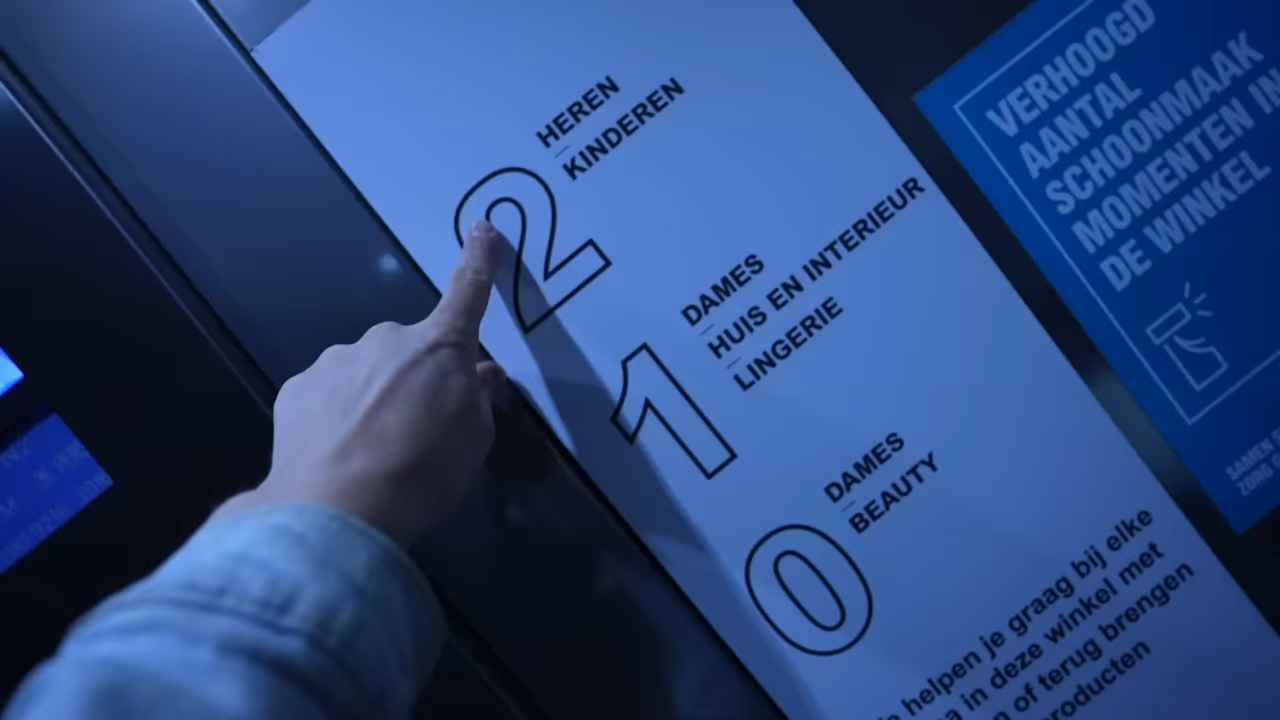 HEREN
KINDEREN
2
DAMES
HUIS EN INTERIEUR
LINGERIE
1
DAMES
BEAUTY
0
helpen je graag bij elke
in deze winkel met
of terug brengen
VERHOOGD
AANTAL
SCHOONMAAK
MOMENTEN IN
DE WINKEL
SAMEN